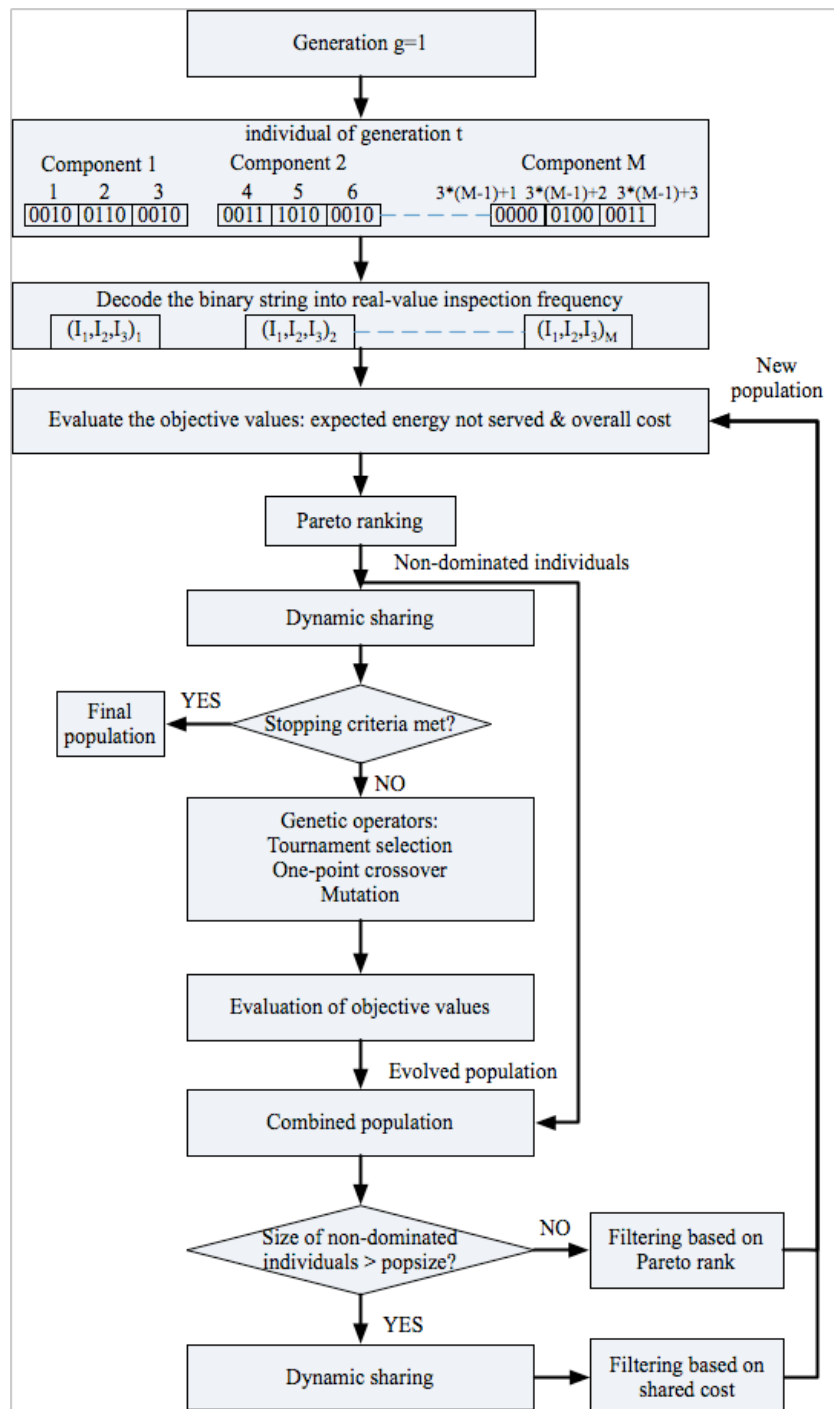 Generation g=1
individual of generation t
Component 1 Component 2 Component M
1 2 3 4 5 6 3*(M-1)+1 3*(M-1)+2 3*(M-1)+3
0010 0110 0010 0011 1010 0010 0000 0100 0011
Decode the binary string into real-value inspection frequency
(I₁,I₂,I₃)₁ (I₁,I₂,I₃)₂ (I₁,I₂,I₃)M
New
population
Evaluate the objective values: expected energy not served & overall cost
Pareto ranking
Non-dominated individuals
Dynamic sharing
YES
Final
population
Stopping criteria met?
NO
Genetic operators:
Tournament selection
One-point crossover
Mutation
Evaluation of objective values
Evolved population
Combined population
Size of non-dominated
individuals > popsize?
NO
Filtering based on
Pareto rank
YES
Dynamic sharing
Filtering based on
shared cost